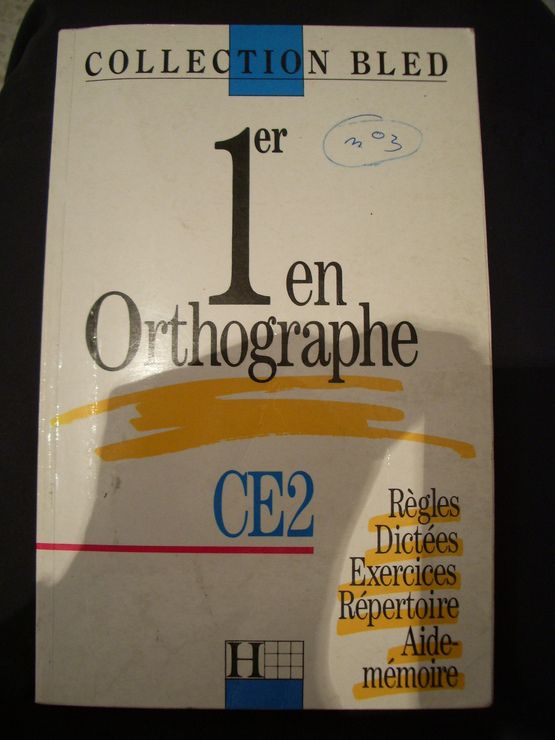 COLLECTION BLED
n°3
1er
en
Orthographe
CE2
Règles
Dictées
Exercices
Répertoire
Aide-
mémoire
H